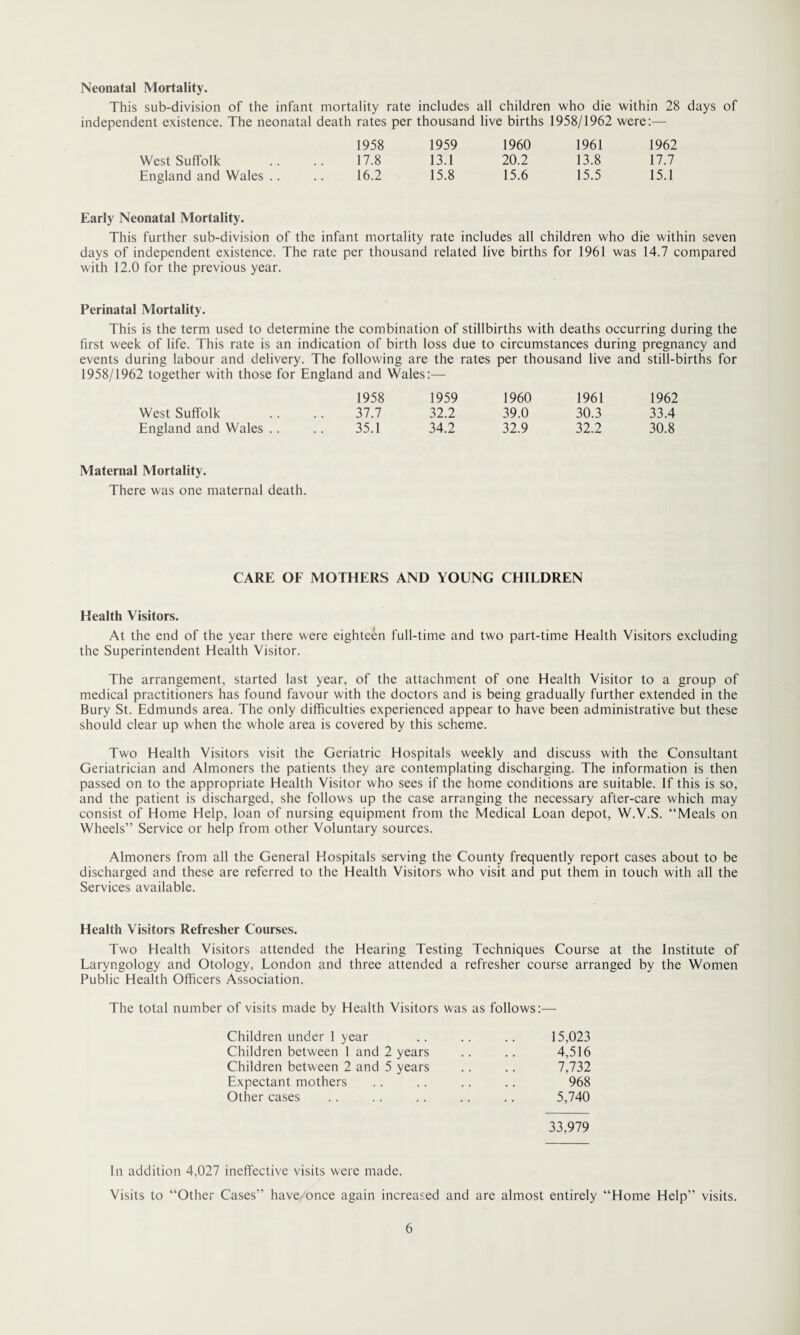 Neonatal Mortality.
This sub-division of the infant mortality rate includes all children who die within 28 days of
independent existence. The neonatal death rates per thousand live births 1958/1962 were:—
1958 1959 1960 1961 1962
West Suffolk .. .. 17.8 13.1 20.2 13.8 17.7
England and Wales .. .. 16.2 15.8 15.6 15.5 15.1
Early Neonatal Mortality.
This further sub-division of the infant mortality rate includes all children who die within seven
days of independent existence. The rate per thousand related live births for 1961 was 14.7 compared
with 12.0 for the previous year.
Perinatal Mortality.
This is the term used to determine the combination of stillbirths with deaths occurring during the
first week of life. This rate is an indication of birth loss due to circumstances during pregnancy and
events during labour and delivery. The following are the rates per thousand live and still-births for
1958/1962 together with those for England and Wales:—
1958 1959 1960 1961 1962
West Suffolk .. .. 37.7 32.2 39.0 30.3 33.4
England and Wales .. .. 35.1 34.2 32.9 32.2 30.8
Maternal Mortality.
There was one maternal death.
CARE OF MOTHERS AND YOUNG CHILDREN
Health Visitors.
At the end of the year there were eighteen full-time and two part-time Health Visitors excluding
the Superintendent Health Visitor.
The arrangement, started last year, of the attachment of one Health Visitor to a group of
medical practitioners has found favour with the doctors and is being gradually further extended in the
Bury St. Edmunds area. The only difficulties experienced appear to have been administrative but these
should clear up when the whole area is covered by this scheme.
Two Health Visitors visit the Geriatric Hospitals weekly and discuss with the Consultant
Geriatrician and Almoners the patients they are contemplating discharging. The information is then
passed on to the appropriate Health Visitor who sees if the home conditions are suitable. If this is so,
and the patient is discharged, she follows up the case arranging the necessary after-care which may
consist of Home Help, loan of nursing equipment from the Medical Loan depot, W.V.S. “Meals on
Wheels” Service or help from other Voluntary sources.
Almoners from all the General Hospitals serving the County frequently report cases about to be
discharged and these are referred to the Health Visitors who visit and put them in touch with all the
Services available.
Health Visitors Refresher Courses.
Two Health Visitors attended the Hearing Testing Techniques Course at the Institute of
Laryngology and Otology, London and three attended a refresher course arranged by the Women
Public Health Officers Association.
The total number of visits made by Health Visitors was as follows:—
Children under 1 year .. .. .. 15,023
Children between 1 and 2 years .. .. 4,516
Children between 2 and 5 years .. .. 7,732
Expectant mothers .. .. .. .. 968
Other cases .. .. .. .. .. 5,740
33,979
In addition 4,027 ineffective visits were made.
Visits to “Other Cases” have once again increased and are almost entirely “Home Help” visits.
6